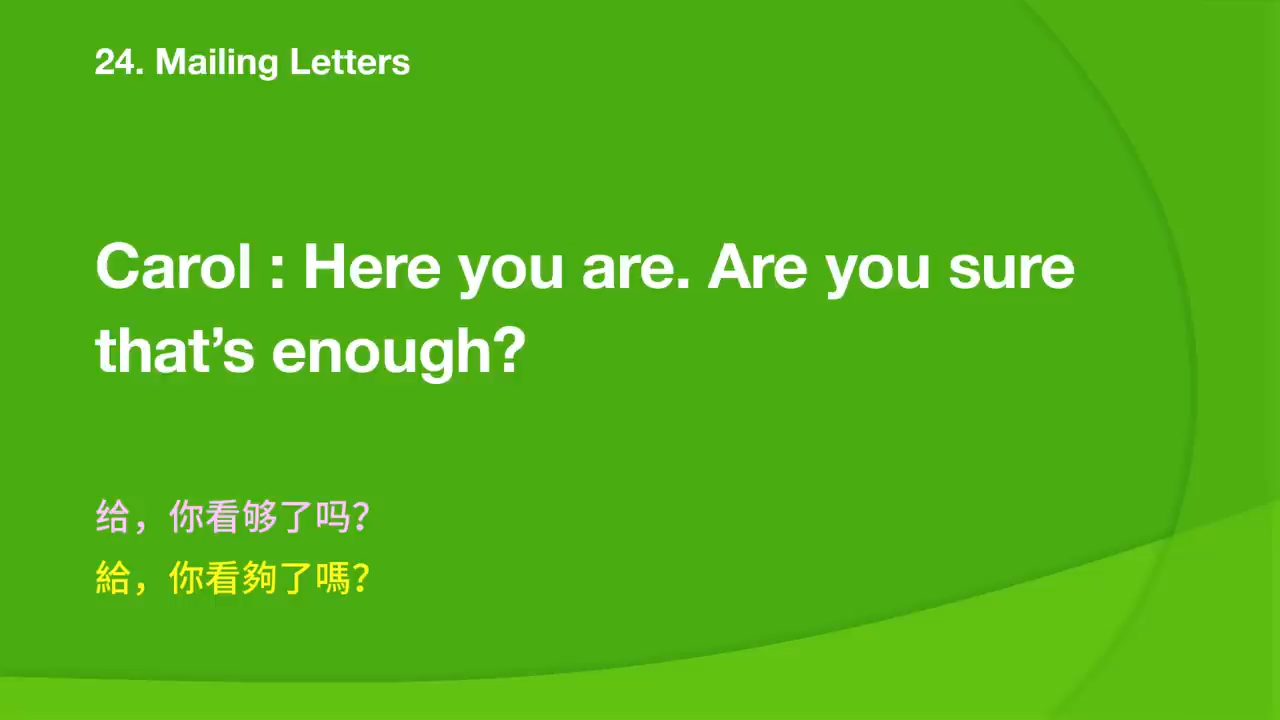 24. Mailing Letters
Carol : Here you are. Are you sure
that’s enough?
给，你看够了吗？
給，你看夠了嗎？